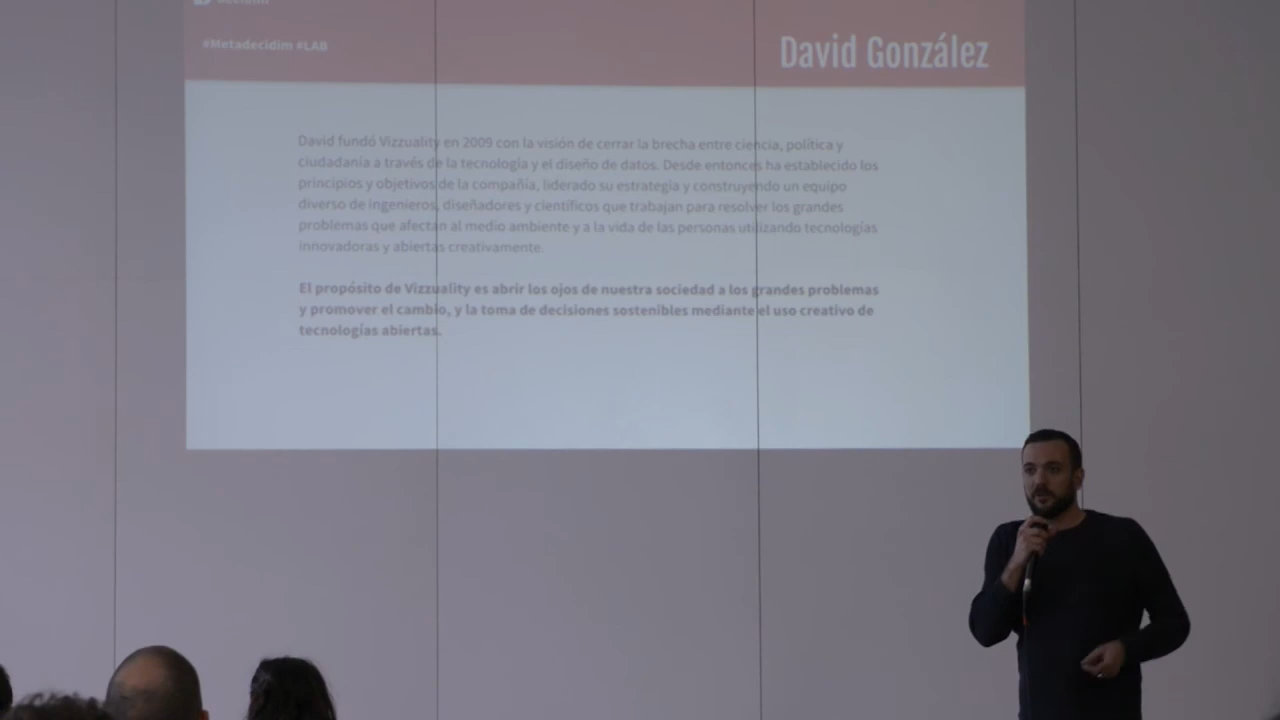 #Metadecidim #LAB
David González
David fundó Vizzuality en 2009 con la visión de cerrar la brecha entre ciencia, política y
ciudadanía a través de la tecnología y el diseño de datos. Desde entonces ha establecido los
principios y objetivos de la compañía, liderado su estrategia y construyendo un equipo
diverso de ingenieros, diseñadores y científicos que trabajan para resolver los grandes
problemas que afectan al medio ambiente y a la vida de las personas utilizando tecnologías
innovadoras y abiertas creativamente.
El propósito de Vizzuality es abrir los ojos de nuestra sociedad a los grandes problemas
y promover el cambio, y la toma de decisiones sostenibles mediante el uso creativo de
tecnologías abiertas.